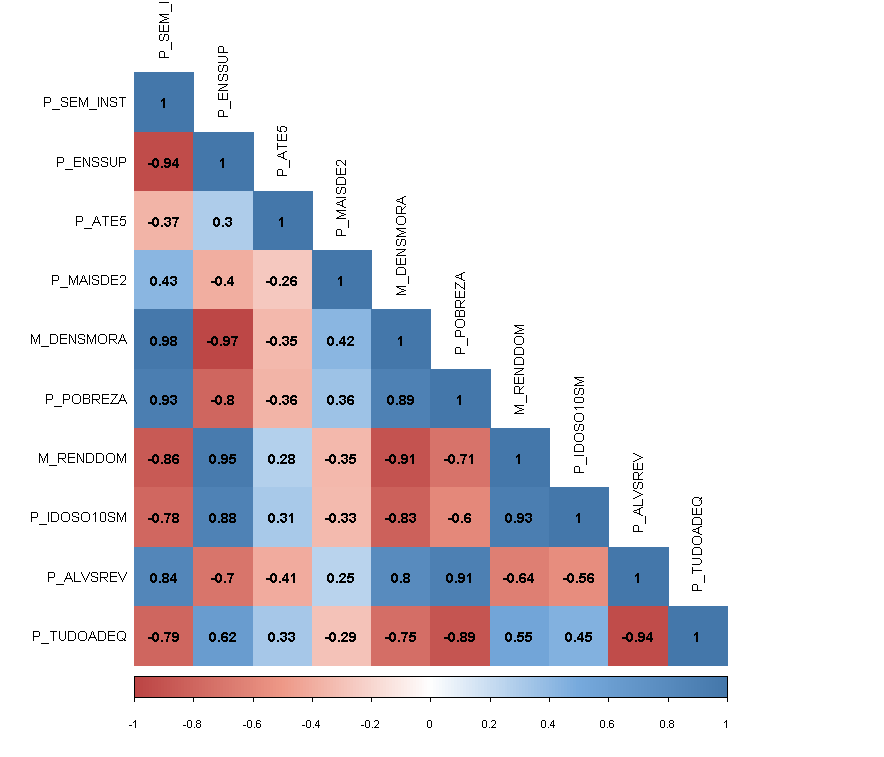 P_SEM_I
P_ENSSUP
P_ATE5
P_MAISDE2
M_DENSMORA
P_POBREZA
M_RENDDOM
P_IDOSO10SM
P_ALVSREV
P_TUDOADEQ
P_SEM_INST 1
P_ENSSUP -0.94 1
P_ATE5 -0.37 0.3 1
P_MAISDE2 0.43 -0.4 -0.26 1
M_DENSMORA 0.98 -0.97 -0.35 0.42 1
P_POBREZA 0.93 -0.8 -0.36 0.36 0.89 1
M_RENDDOM -0.86 0.95 0.28 -0.35 -0.91 -0.71 1
P_IDOSO10SM -0.78 0.88 0.31 -0.33 -0.83 -0.6 0.93 1
P_ALVSREV 0.84 -0.7 -0.41 0.25 0.8 0.91 -0.64 -0.56 1
P_TUDOADEQ -0.79 0.62 0.33 -0.29 -0.75 -0.89 0.55 0.45 -0.94 1
-1 -0.8 -0.6 -0.4 -0.2 0 0.2 0.4 0.6 0.8 1